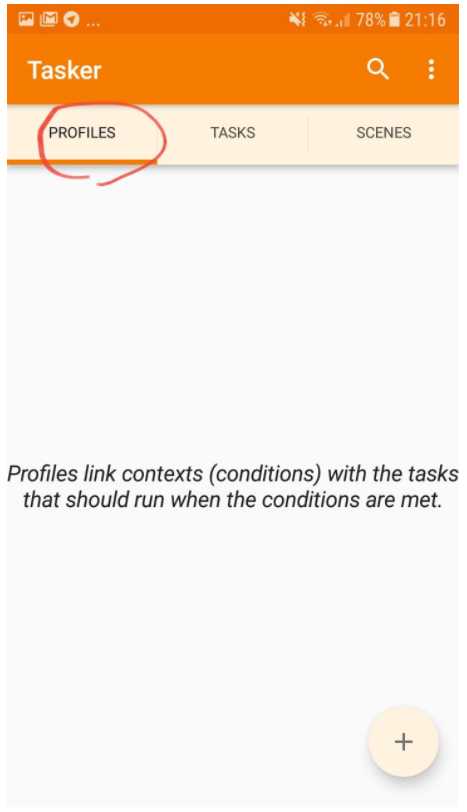 ... 78% 21:16
Tasker
PROFILES TASKS SCENES
Profiles link contexts (conditions) with the tasks
that should run when the conditions are met.
+